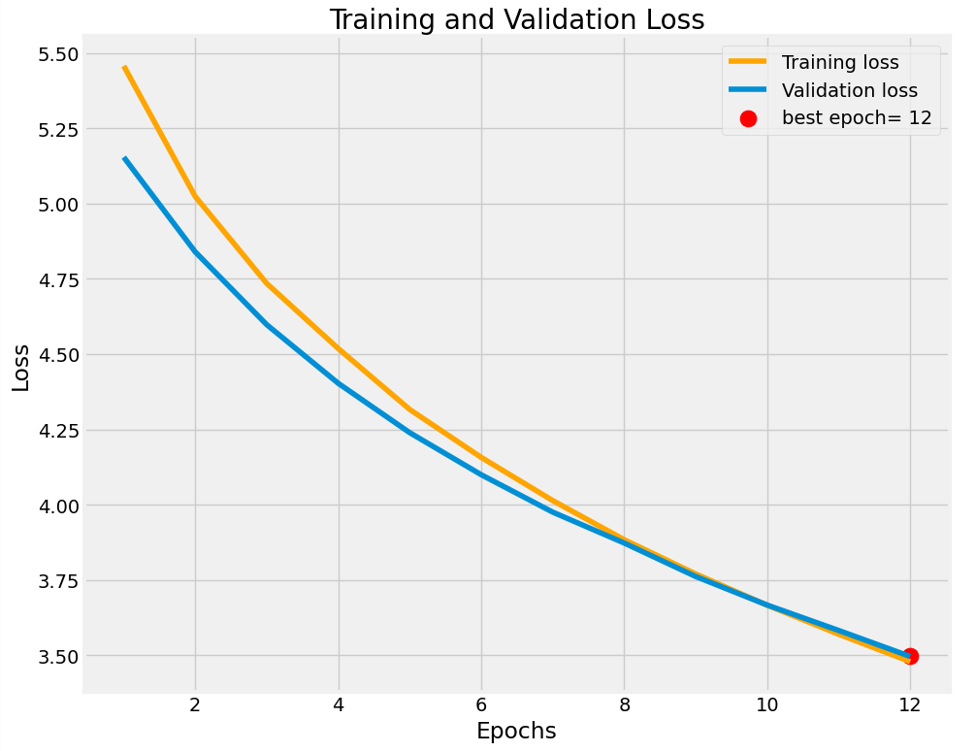 Training and Validation Loss
Training loss
Validation loss
best epoch= 12
5.50
5.25
5.00
4.75
4.50
4.25
4.00
3.75
3.50
Loss
2 4 6 8 10 12
Epochs